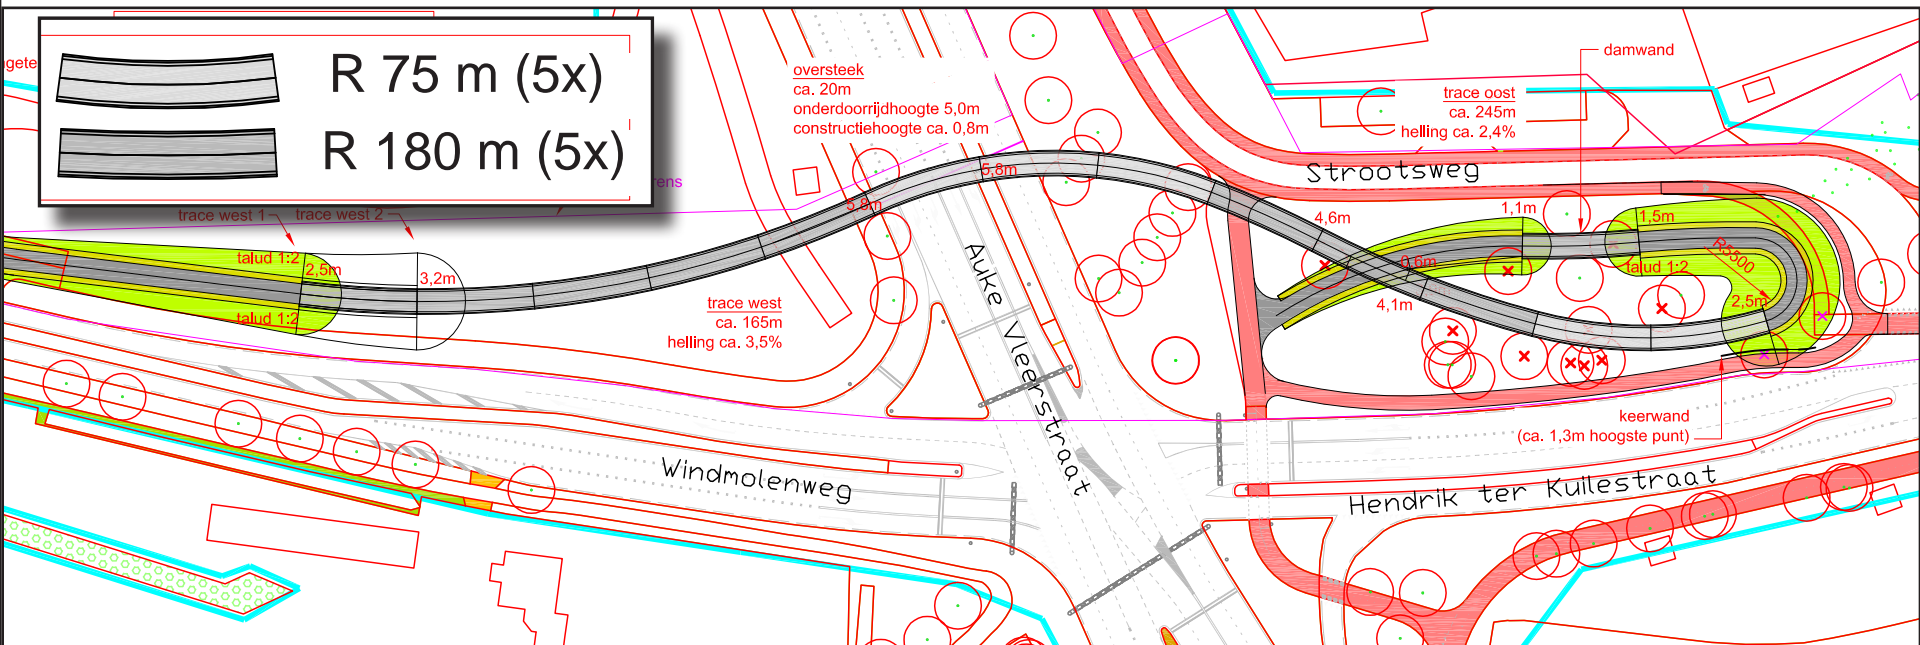 R 75 m (5x)
R 180 m (5x)
trace west 1
trace west 2
talud 1:2
2,5m
3,2m
talud 1:2
oversteek
ca. 20m
onderdoorrijdhoogte 5,0m
constructiehoogte ca. 0,8m
5,8m
5,8m
trace west
ca. 165m
helling ca. 3,5%
Auke Vleerstraat
Windmolenweg
damwand
trace oost
ca. 245m
helling ca. 2,4%
Strootsweg
4,6m
1,1m
1,5m
0,6m
4,1m
talud 1:2
R5500
2,5m
keerwand
(ca. 1,3m hoogste punt)
Hendrik ter Kuilestraat